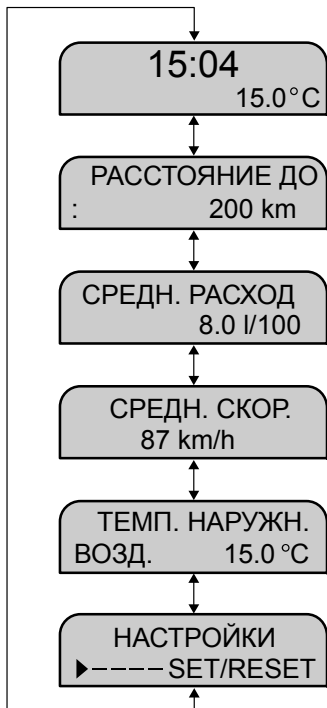 15:04
15.0°C
РАССТОЯНИЕ ДО
: 200 km
СРЕДН. РАСХОД
8.0 l/100
СРЕДН. СКОР.
87 km/h
ТЕМП. НАРУЖН.
ВОЗД. 15.0 °C
НАСТРОЙКИ
▶---- SET/RESET